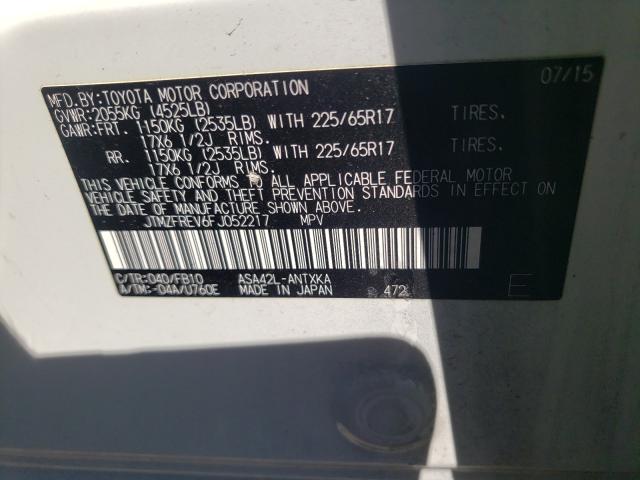 MFD.BY:TOYOTA MOTOR CORPORATION 07/15
GVWR:2055KG (4525LB)
GAWR:FRT. 1150KG (2535LB) WITH 225/65R17 TIRES.
17X6 1/2J RIMS.
RR. 1150KG (2535LB) WITH 225/65R17 TIRES.
17X6 1/2J RIMS.
THIS VEHICLE CONFORMS TO ALL APPLICABLE FEDERAL MOTOR
VEHICLE SAFETY AND THEFT PREVENTION STANDARDS IN EFFECT ON
THE DATE OF MANUFACTURE SHOWN ABOVE.
JTMZFREV6FJ052217 MPV
C/TR:040/FB10 ASA42L-ANTXKA
A/TM:-04A/U760E MADE IN JAPAN 472 E